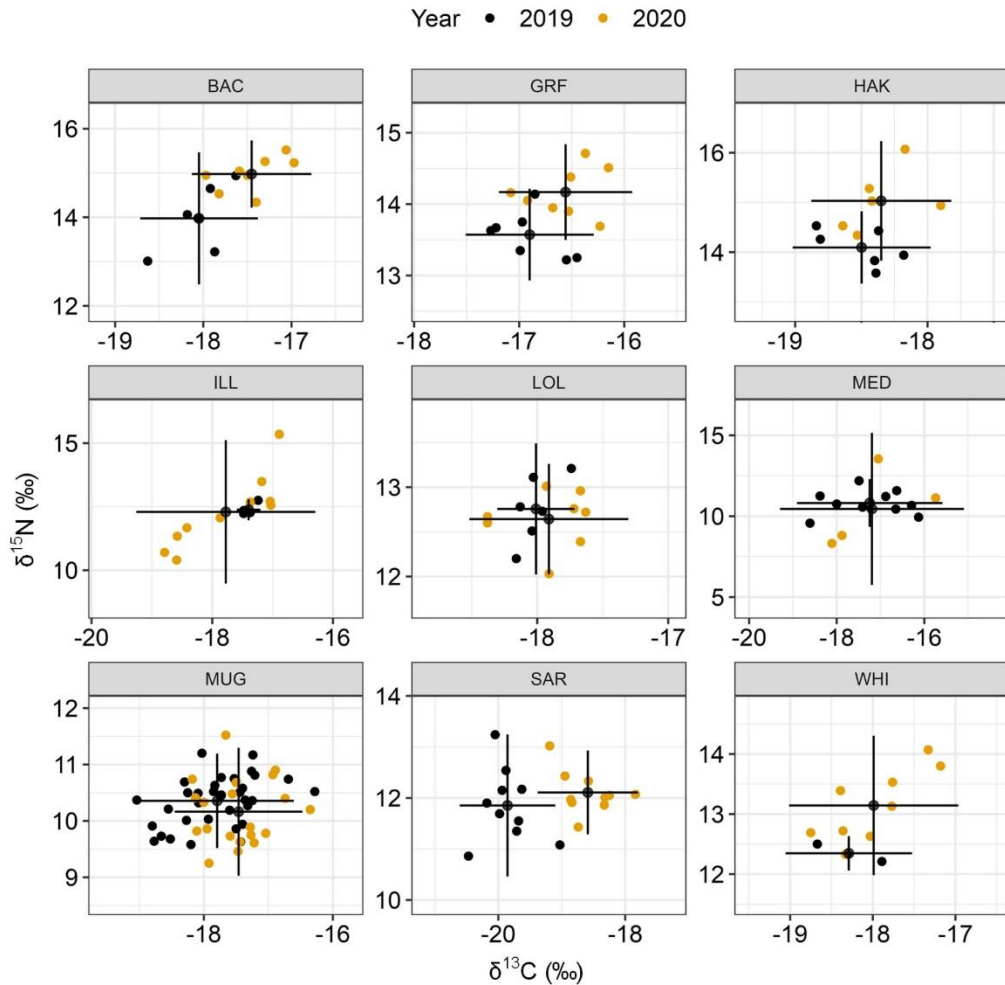 Year 2019 2020
BAC GRF HAK
16
14
12
-19 -18 -17
15
14
13
-18 -17 -16
16
14
-19 -18
ILL LOL MED
15
10
-20 -18 -16
13
12
-18 -17
15
10
5
-20 -18 -16
MUG SAR WHI
12
11
10
9
-18 -16
14
12
10
-20 -18
14
13
12
-19 -18 -17
δ¹⁵N (‰)
δ¹³C (‰)